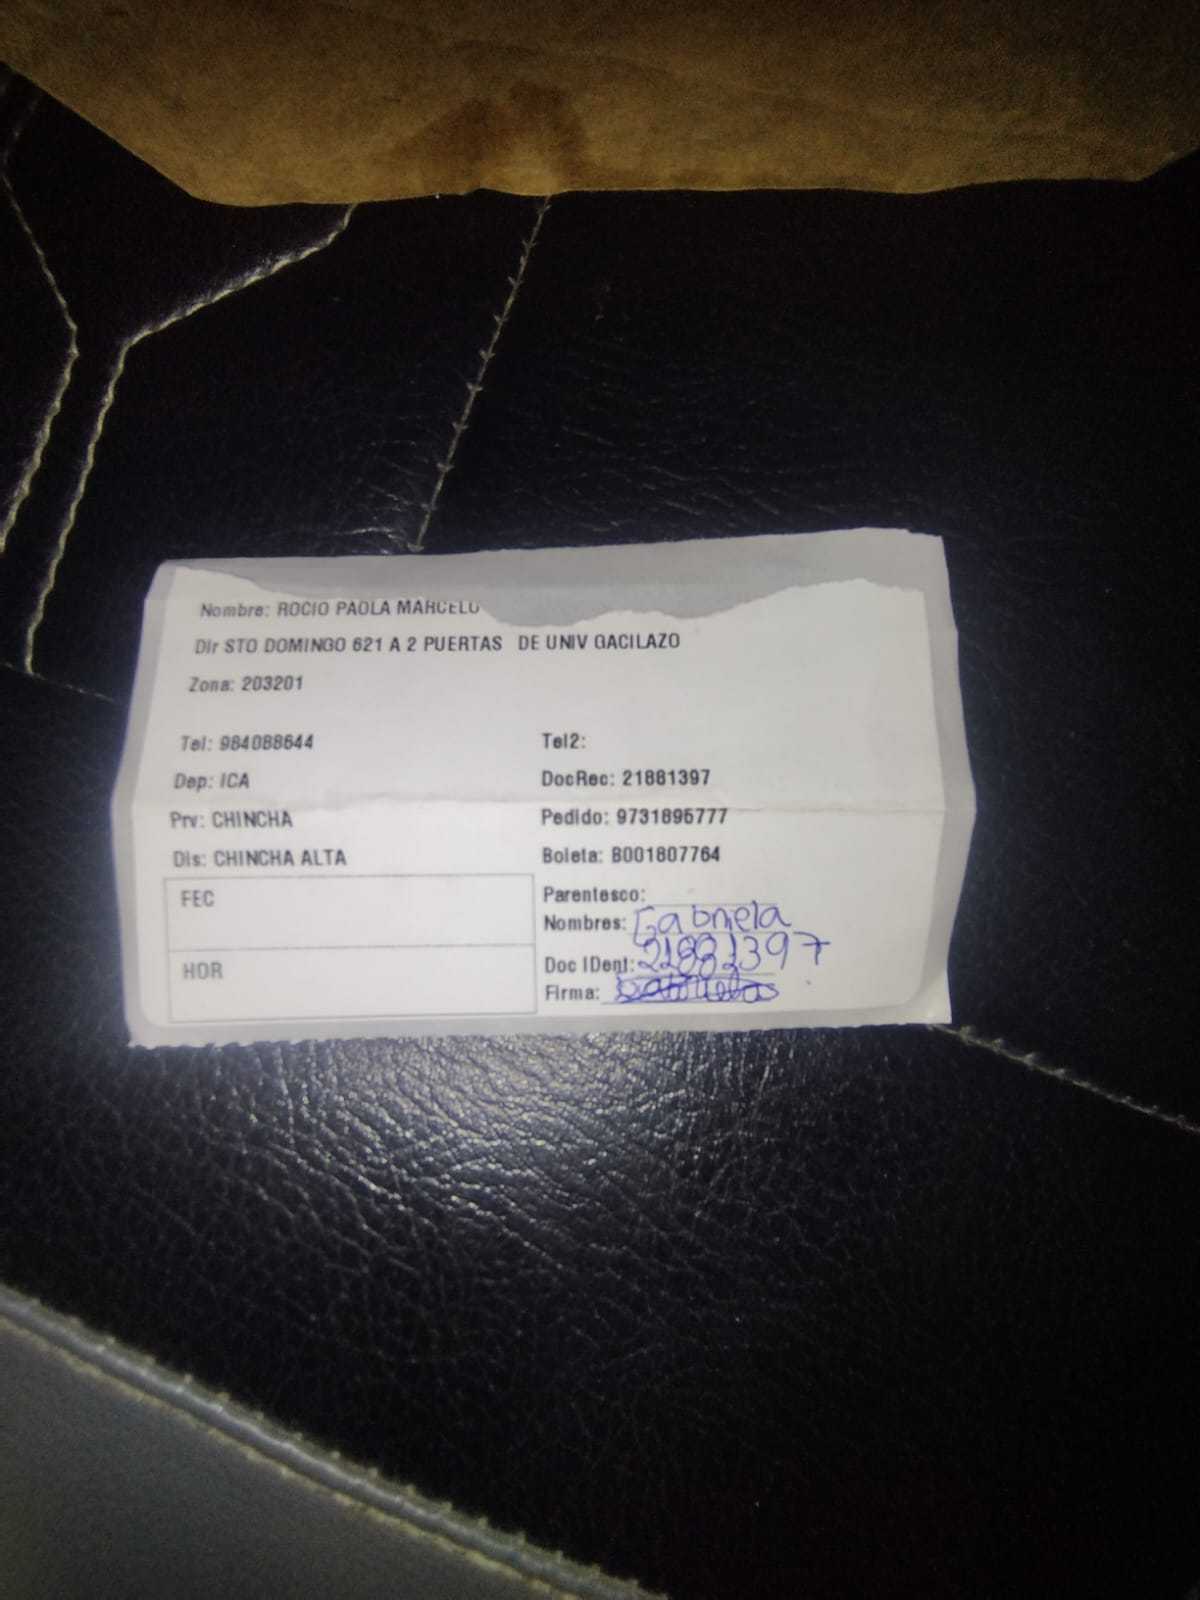 Nombre: ROCIO PAOLA MARCELO
Dir STO DOMINGO 621 A 2 PUERTAS DE UNIV GACILAZO
Zona: 203201
Tel: 984088644 Tel2:
Dep: ICA DocRec: 21881397
Prv: CHINCHA Pedido: 9731895777
Dis: CHINCHA ALTA Boleta: B001807764
FEC Parentesco:
Nombres: Gabriela
HOR Doc IDent: 21881397
Firma: